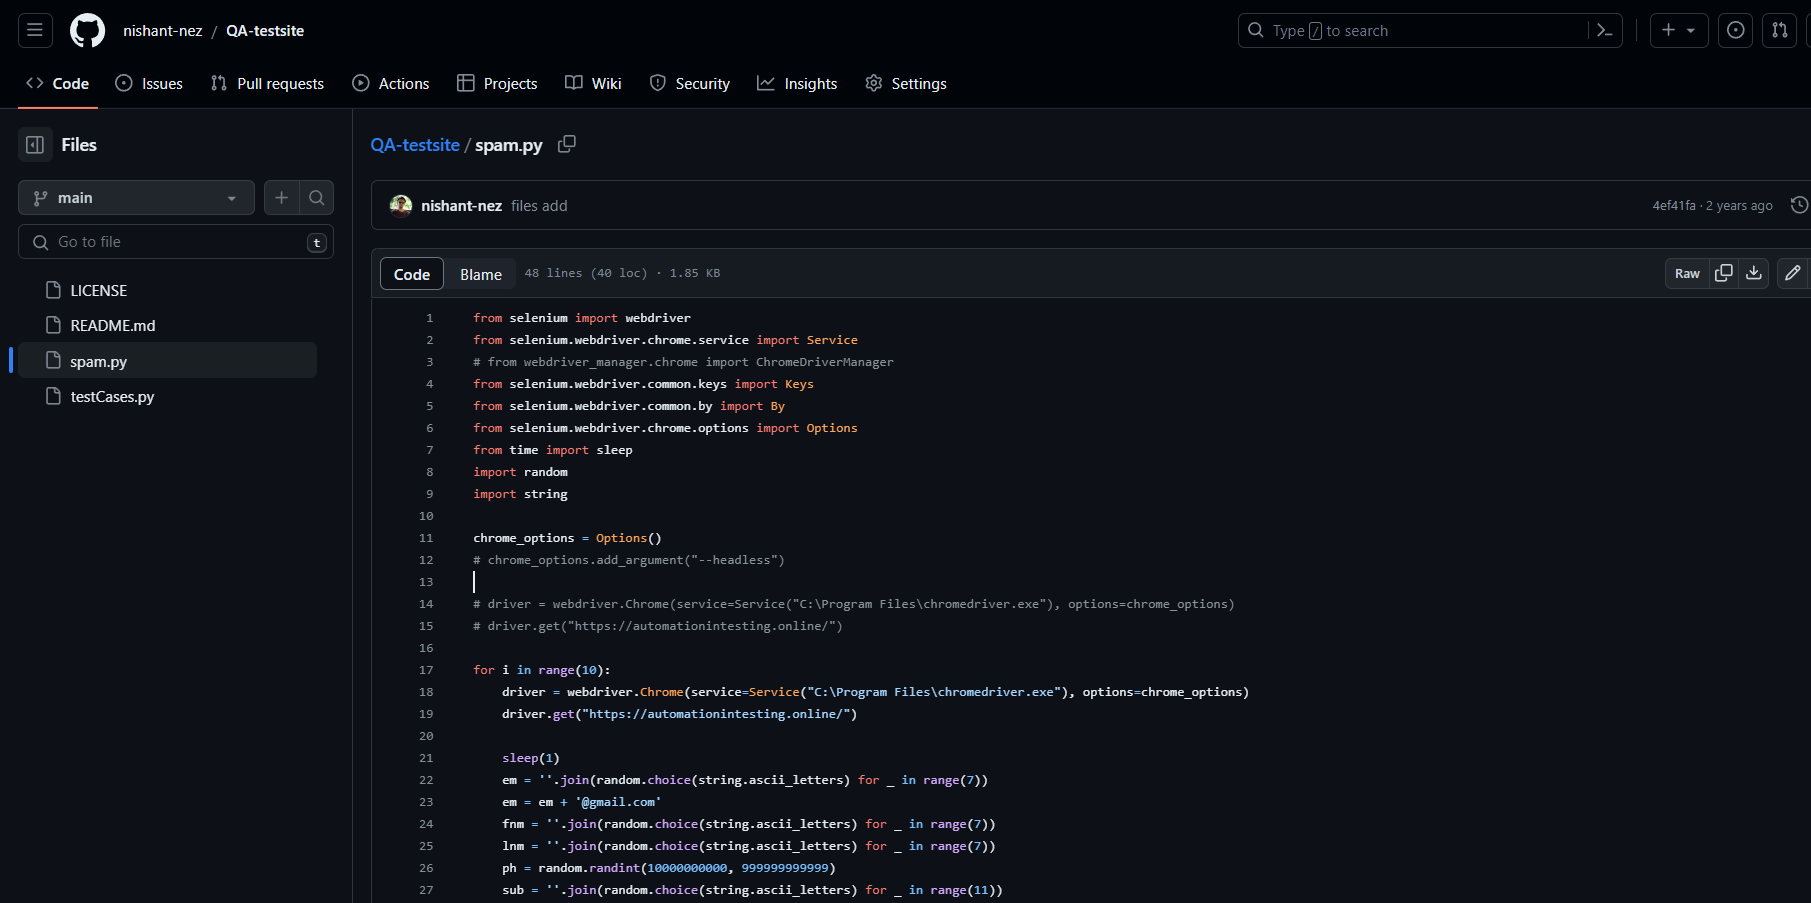 nishant-nez / QA-testsite
Type / to search
Code Issues Pull requests Actions Projects Wiki Security Insights Settings
Files
main
Go to file t
LICENSE
README.md
spam.py
testCases.py
QA-testsite / spam.py
nishant-nez files add 4ef41fa · 2 years ago
Code Blame 48 lines (40 loc) · 1.85 KB Raw
1 from selenium import webdriver
2 from selenium.webdriver.chrome.service import Service
3 # from webdriver_manager.chrome import ChromeDriverManager
4 from selenium.webdriver.common.keys import Keys
5 from selenium.webdriver.common.by import By
6 from selenium.webdriver.chrome.options import Options
7 from time import sleep
8 import random
9 import string
10
11 chrome_options = Options()
12 # chrome_options.add_argument("--headless")
13
14 # driver = webdriver.Chrome(service=Service("C:\Program Files\chromedriver.exe"), options=chrome_options)
15 # driver.get("https://automationintesting.online/")
16
17 for i in range(10):
18 driver = webdriver.Chrome(service=Service("C:\Program Files\chromedriver.exe"), options=chrome_options)
19 driver.get("https://automationintesting.online/")
20
21 sleep(1)
22 em = ''.join(random.choice(string.ascii_letters) for _ in range(7))
23 em = em + '@gmail.com'
24 fnm = ''.join(random.choice(string.ascii_letters) for _ in range(7))
25 lnm = ''.join(random.choice(string.ascii_letters) for _ in range(7))
26 ph = random.randint(10000000000, 999999999999)
27 sub = ''.join(random.choice(string.ascii_letters) for _ in range(11))